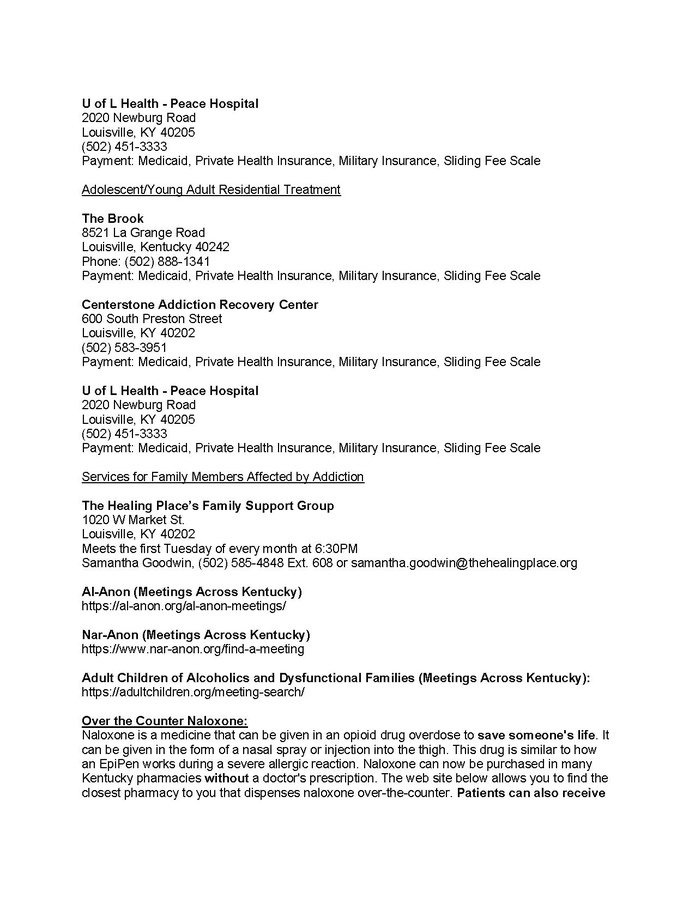 U of L Health - Peace Hospital
2020 Newburg Road
Louisville, KY 40205
(502) 451-3333
Payment: Medicaid, Private Health Insurance, Military Insurance, Sliding Fee Scale
Adolescent/Young Adult Residential Treatment
The Brook
8521 La Grange Road
Louisville, Kentucky 40242
Phone: (502) 888-1341
Payment: Medicaid, Private Health Insurance, Military Insurance, Sliding Fee Scale
Centerstone Addiction Recovery Center
600 South Preston Street
Louisville, KY 40202
(502) 583-3951
Payment: Medicaid, Private Health Insurance, Military Insurance, Sliding Fee Scale
U of L Health - Peace Hospital
2020 Newburg Road
Louisville, KY 40205
(502) 451-3333
Payment: Medicaid, Private Health Insurance, Military Insurance, Sliding Fee Scale
Services for Family Members Affected by Addiction
The Healing Place’s Family Support Group
1020 W Market St.
Louisville, KY 40202
Meets the first Tuesday of every month at 6:30PM
Samantha Goodwin, (502) 585-4848 Ext. 608 or samantha.goodwin@thehealingplace.org
Al-Anon (Meetings Across Kentucky)
https://al-anon.org/al-anon-meetings/
Nar-Anon (Meetings Across Kentucky)
https://www.nar-anon.org/find-a-meeting
Adult Children of Alcoholics and Dysfunctional Families (Meetings Across Kentucky):
https://adultchildren.org/meeting-search/
Over the Counter Naloxone:
Naloxone is a medicine that can be given in an opioid drug overdose to save someone's life. It
can be given in the form of a nasal spray or injection into the thigh. This drug is similar to how
an EpiPen works during a severe allergic reaction. Naloxone can now be purchased in many
Kentucky pharmacies without a doctor's prescription. The web site below allows you to find the
closest pharmacy to you that dispenses naloxone over-the-counter. Patients can also receive